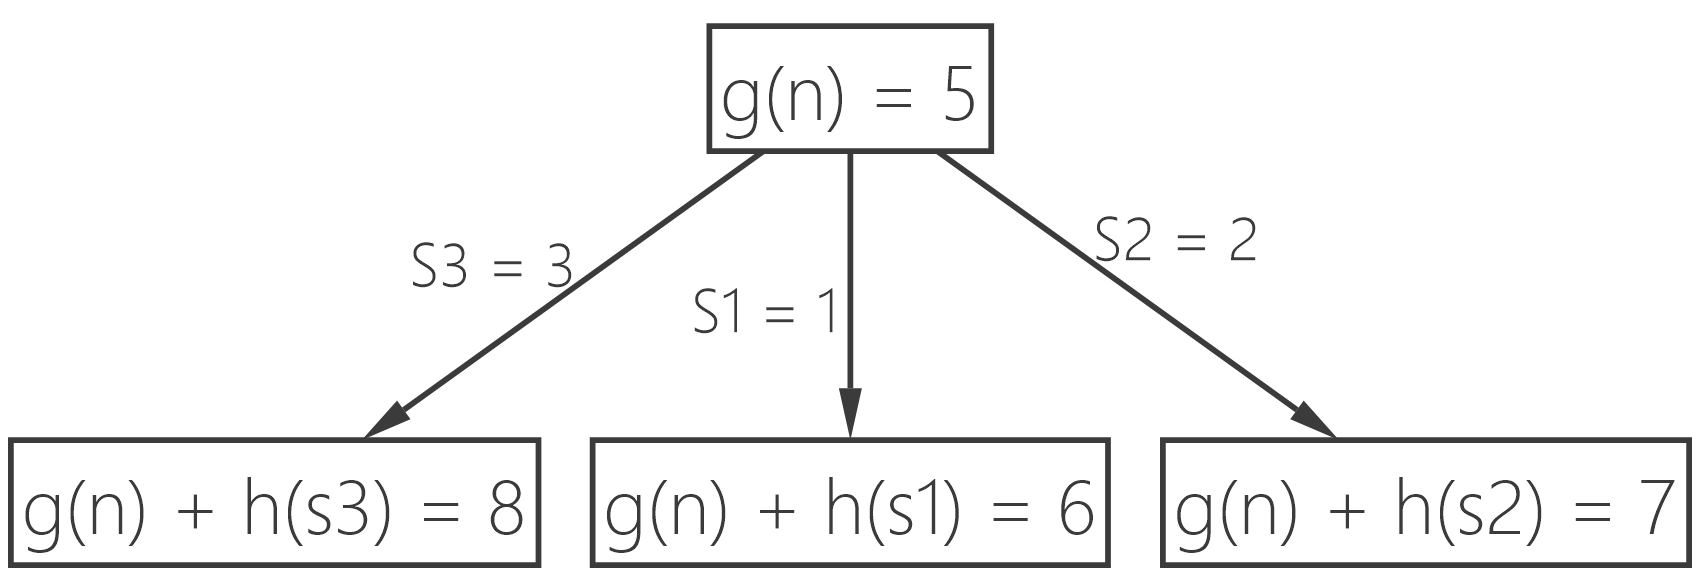 g(n) = 5
S3 = 3
S1 = 1
S2 = 2
g(n) + h(s3) = 8
g(n) + h(s1) = 6
g(n) + h(s2) = 7